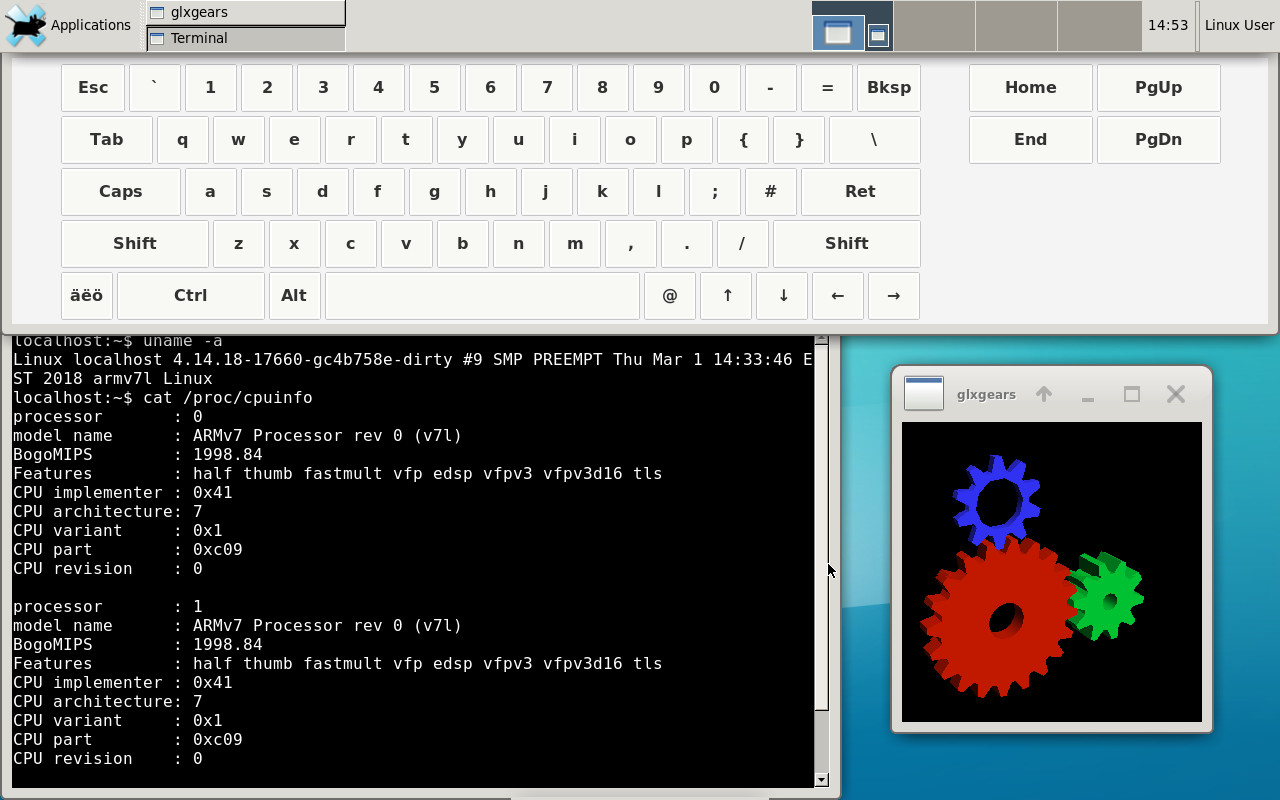 Applications
glxgears
Terminal
14:53
Linux User
Esc ` 1 2 3 4 5 6 7 8 9 0 - = Bksp Home PgUp
Tab q w e r t y u i o p { } \ End PgDn
Caps a s d f g h j k l ; # Ret
Shift z x c v b n m , . / Shift
äëö Ctrl Alt @ ↑ ↓ ← →
localhost:~$ uname -a
Linux localhost 4.14.18-17660-gc4b758e-dirty #9 SMP PREEMPT Thu Mar 1 14:33:46 E
ST 2018 armv7l Linux
localhost:~$ cat /proc/cpuinfo
processor       : 0
model name      : ARMv7 Processor rev 0 (v7l)
BogoMIPS        : 1998.84
Features        : half thumb fastmult vfp edsp vfpv3 vfpv3d16 tls
CPU implementer : 0x41
CPU architecture: 7
CPU variant     : 0x1
CPU part        : 0xc09
CPU revision    : 0
processor       : 1
model name      : ARMv7 Processor rev 0 (v7l)
BogoMIPS        : 1998.84
Features        : half thumb fastmult vfp edsp vfpv3 vfpv3d16 tls
CPU implementer : 0x41
CPU architecture: 7
CPU variant     : 0x1
CPU part        : 0xc09
CPU revision    : 0
glxgears